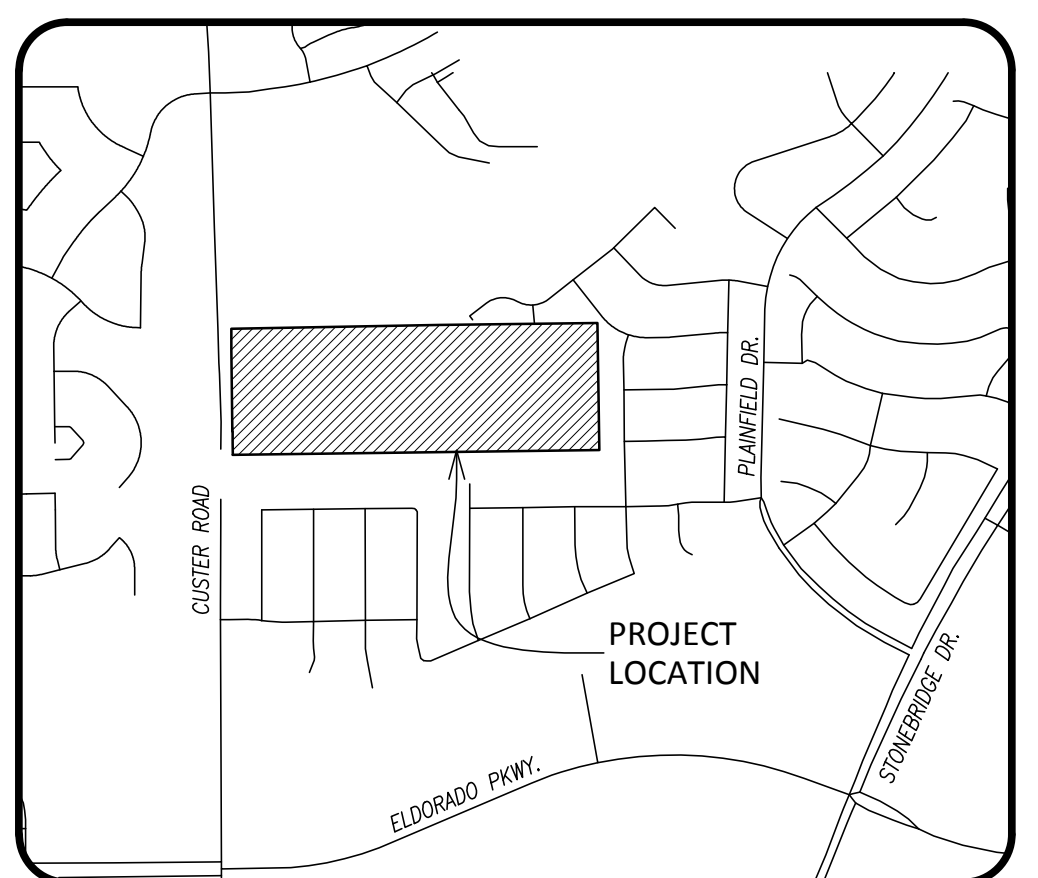 PLAINFIELD DR.
CUSTER ROAD
PROJECT
LOCATION
STONEBRIDGE DR.
ELDORADO PKWY.